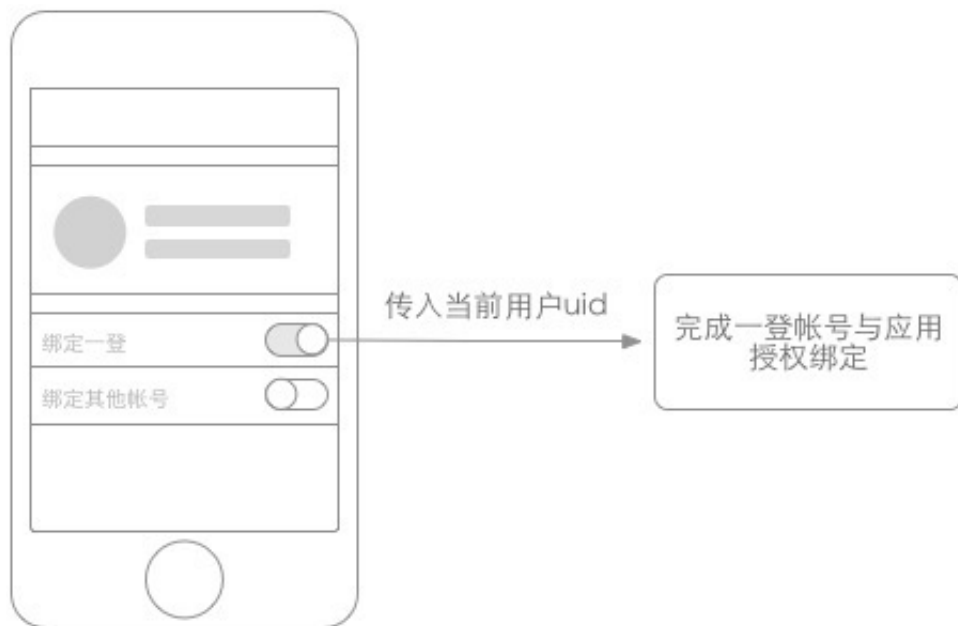 传入当前用户uid
完成一登帐号与应用
授权绑定
绑定一登
绑定其他帐号